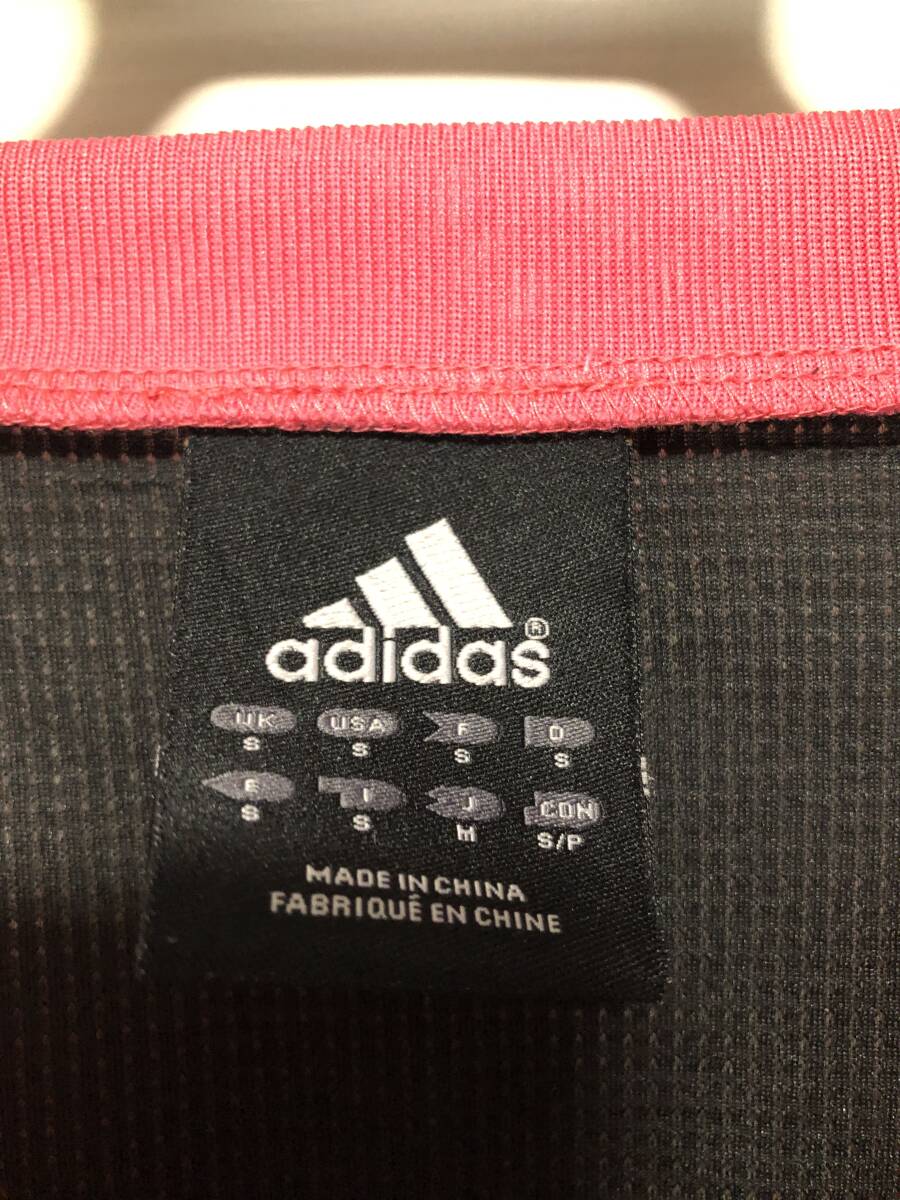 adidas®
UK USA F D
S S S S
E I J CDN
S S M S/P
MADE IN CHINA
FABRIQUÉ EN CHINE